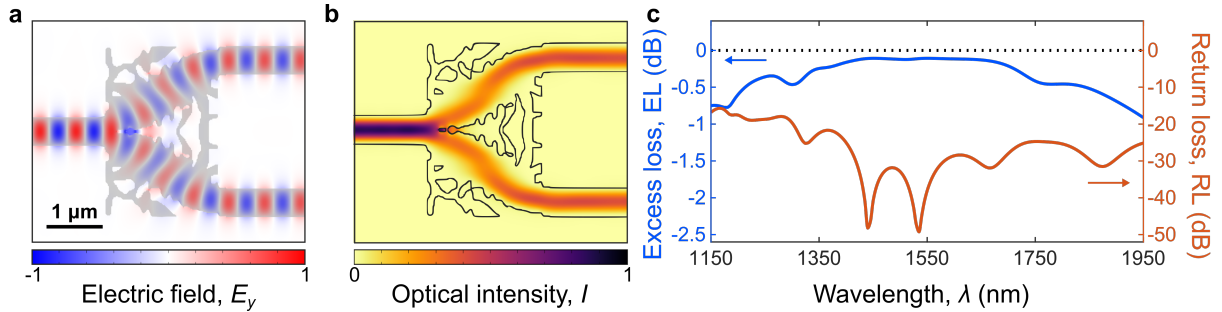 a
1 μm
-1
1
Electric field, E_y
b
0
1
Optical intensity, I
c
Excess loss, EL (dB)
0
-0.5
-1
-1.5
-2
-2.5
1150
1350
1550
1750
1950
Wavelength, λ (nm)
0
-10
-20
-30
-40
-50
Return loss, RL (dB)